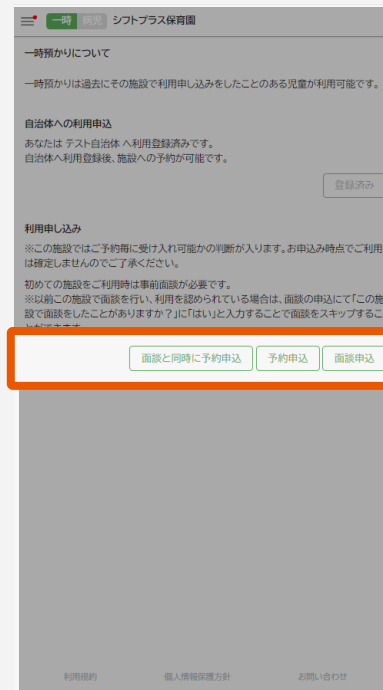 一時 病児 シフトプラス保育園
一時預かりについて
一時預かりは過去にその施設で利用申し込みをしたことのある児童が利用可能です。
自治体への利用申込
あなたは テスト自治体 へ利用登録済みです。
自治体へ利用登録後、施設への予約が可能です。
登録済み
利用申し込み
※この施設ではご予約毎に受け入れ可能かの判断が入ります。お申込み時点でご利用
は確定しませんのでご了承ください。
初めての施設をご利用時は事前面談が必要です。
※以前この施設で面談を行い、利用を認められている場合は、面談の申込にて「この施
設で面談をしたことがありますか？」に「はい」と入力することで面談をスキップするこ
とができます。
面談と同時に予約申込 予約申込 面談申込
利用規約 個人情報保護方針 お問い合わせ